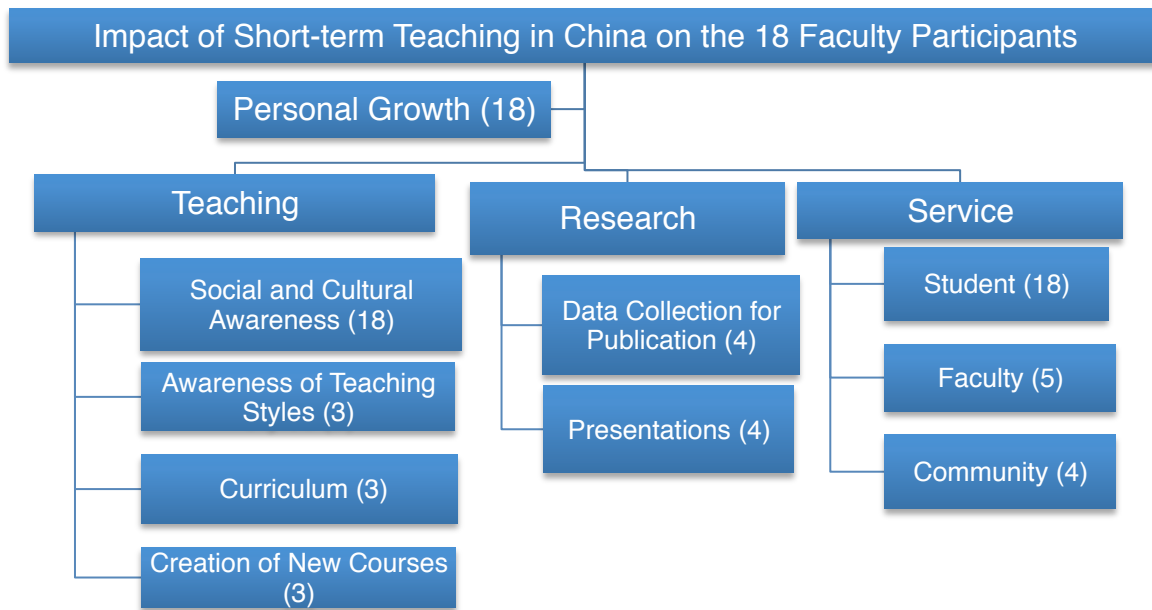 Impact of Short-term Teaching in China on the 18 Faculty Participants
Personal Growth (18)
Teaching
Social and Cultural
Awareness (18)
Awareness of Teaching
Styles (3)
Curriculum (3)
Creation of New Courses
(3)
Research
Data Collection for
Publication (4)
Presentations (4)
Service
Student (18)
Faculty (5)
Community (4)